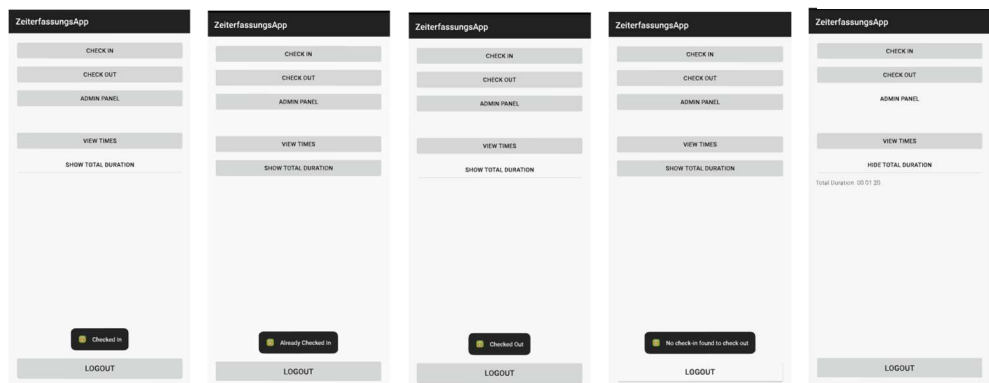 ZeiterfassungsApp
CHECK IN
CHECK OUT
ADMIN PANEL
VIEW TIMES
SHOW TOTAL DURATION
Checked In
LOGOUT
ZeiterfassungsApp
CHECK IN
CHECK OUT
ADMIN PANEL
VIEW TIMES
SHOW TOTAL DURATION
Already Checked In
LOGOUT
ZeiterfassungsApp
CHECK IN
CHECK OUT
ADMIN PANEL
VIEW TIMES
SHOW TOTAL DURATION
Checked Out
LOGOUT
ZeiterfassungsApp
CHECK IN
CHECK OUT
ADMIN PANEL
VIEW TIMES
SHOW TOTAL DURATION
No check-in found to check out
LOGOUT
ZeiterfassungsApp
CHECK IN
CHECK OUT
ADMIN PANEL
VIEW TIMES
HIDE TOTAL DURATION
Total Duration: 00:01:20
LOGOUT